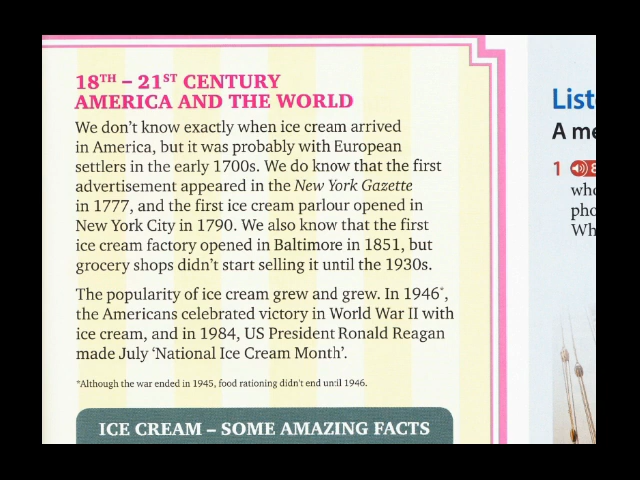 18TH – 21ST CENTURY
AMERICA AND THE WORLD
We don't know exactly when ice cream arrived
in America, but it was probably with European
settlers in the early 1700s. We do know that the first
advertisement appeared in the New York Gazette
in 1777, and the first ice cream parlour opened in
New York City in 1790. We also know that the first
ice cream factory opened in Baltimore in 1851, but
grocery shops didn't start selling it until the 1930s.
The popularity of ice cream grew and grew. In 1946*,
the Americans celebrated victory in World War II with
ice cream, and in 1984, US President Ronald Reagan
made July 'National Ice Cream Month'.
*Although the war ended in 1945, food rationing didn't end until 1946.
ICE CREAM – SOME AMAZING FACTS
A
1